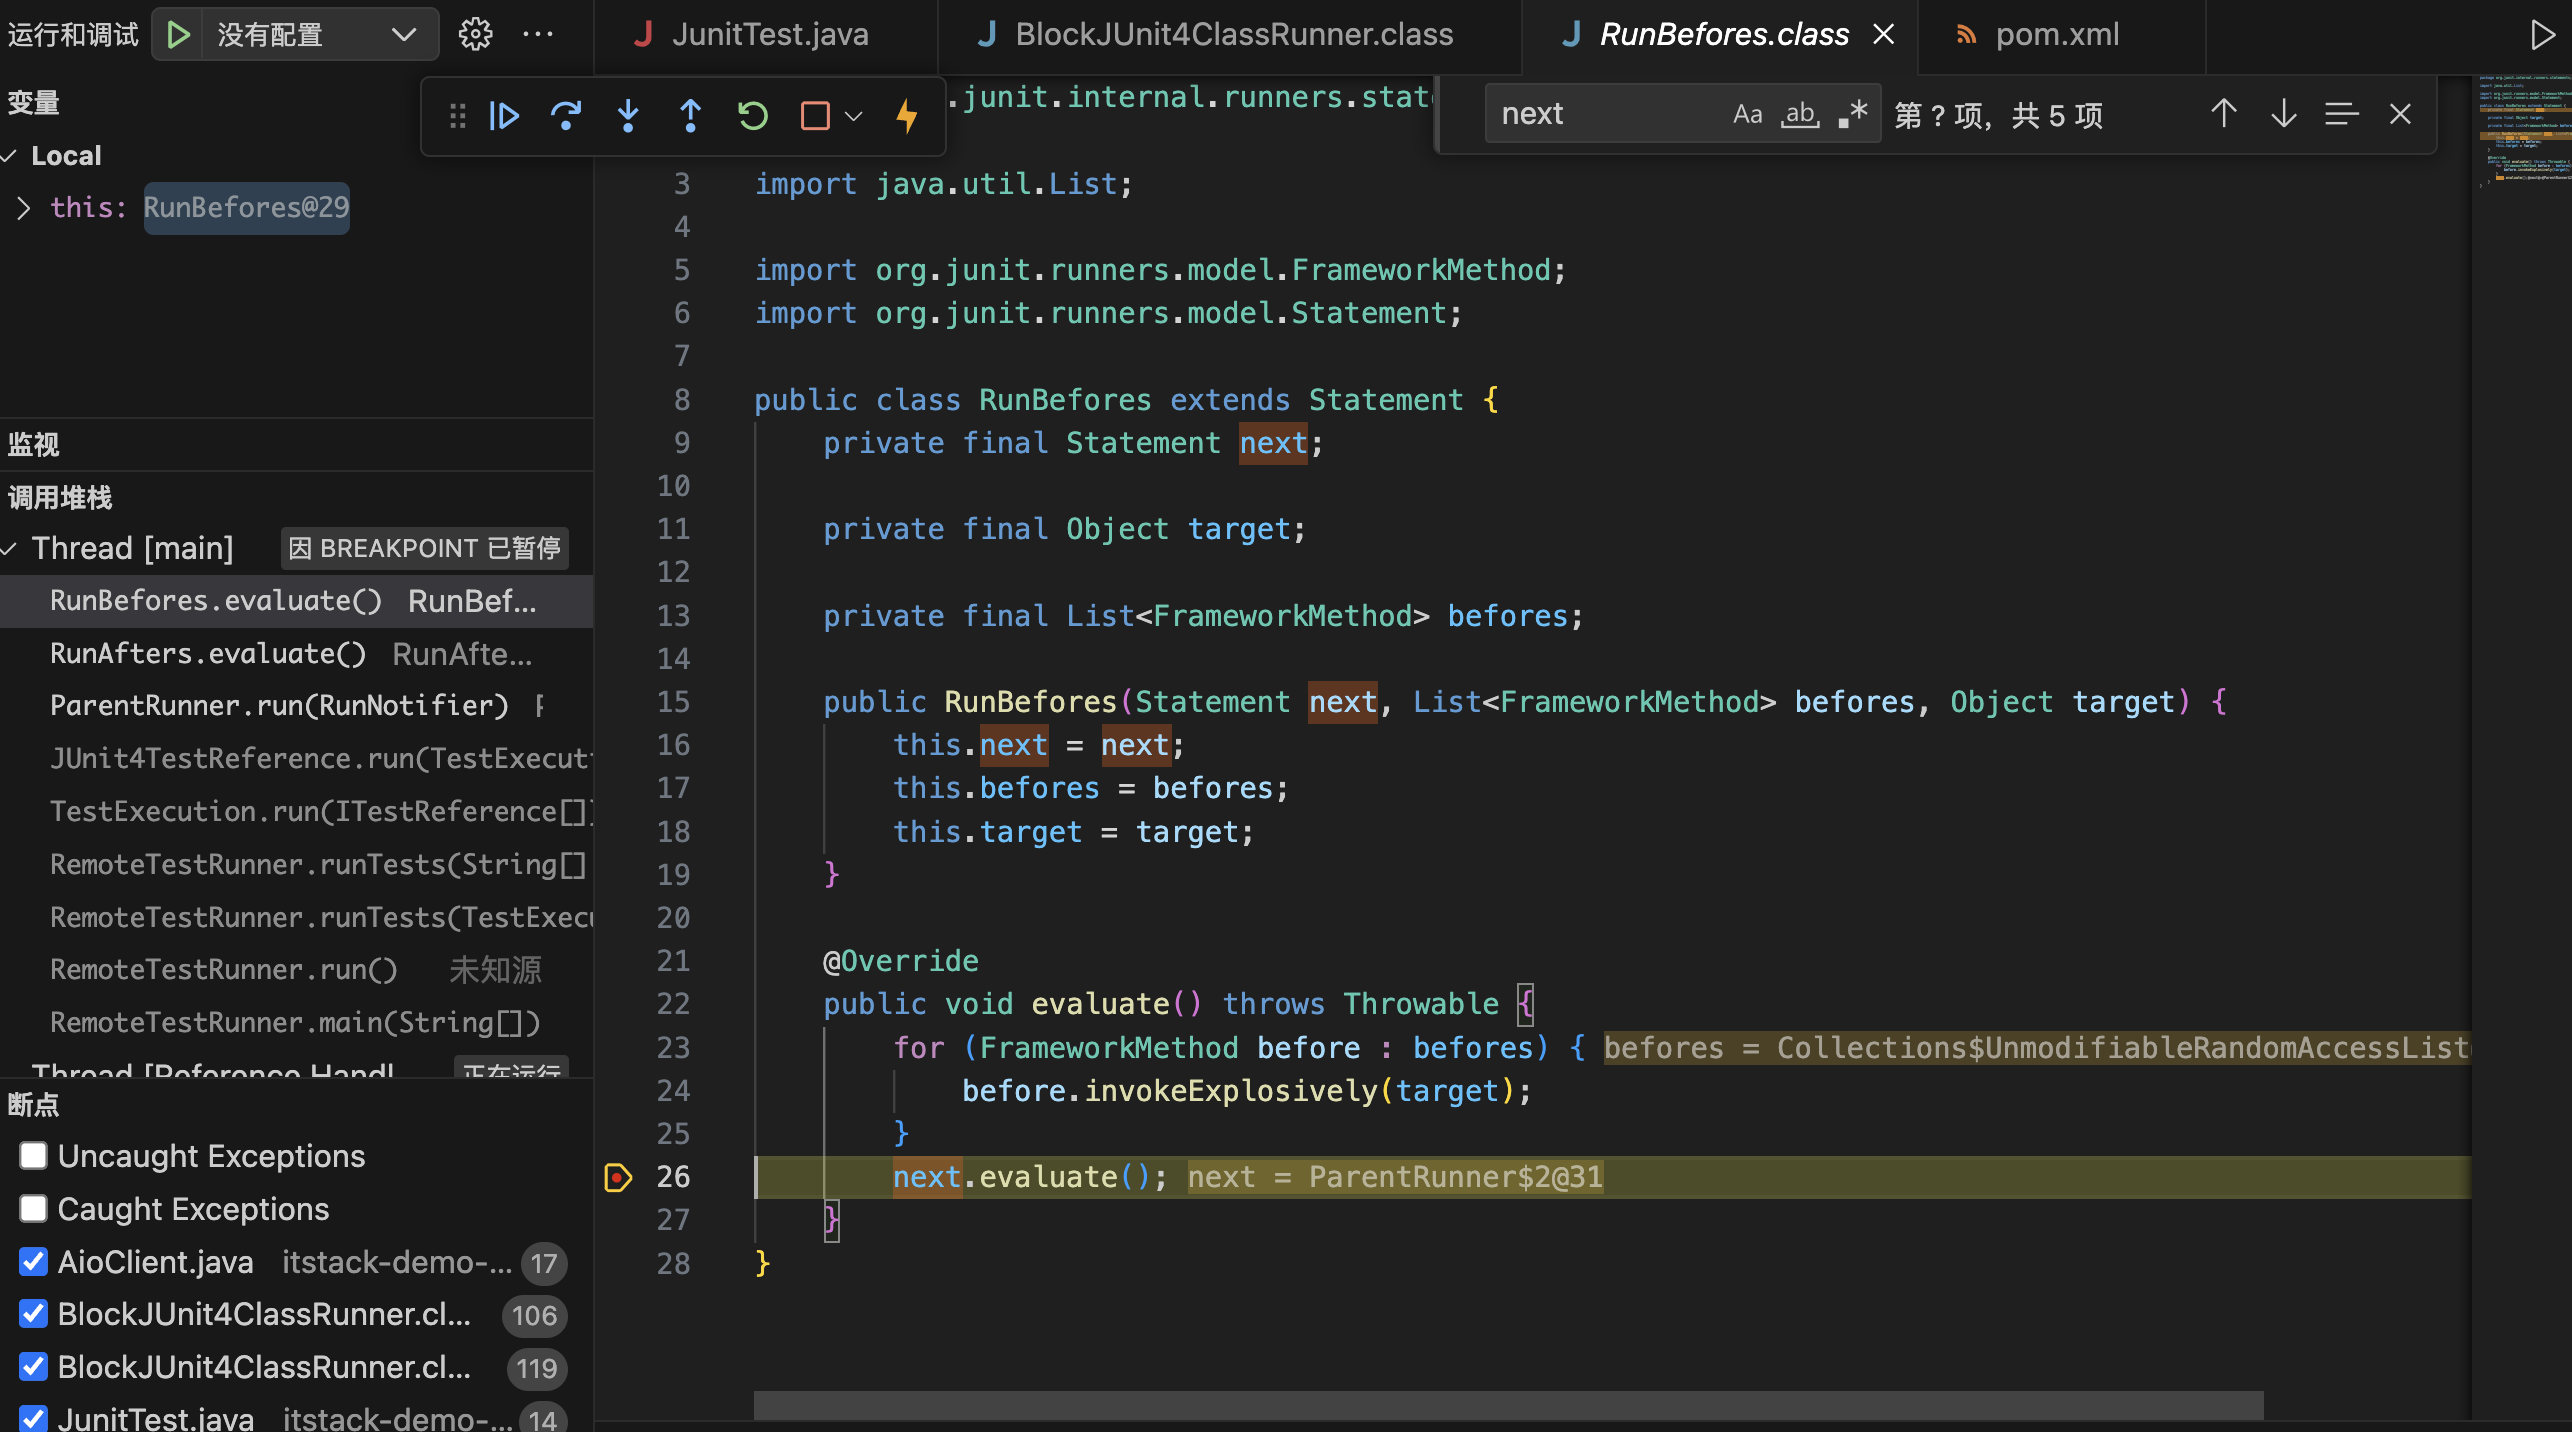 运行和调试 没有配置 ···
JunitTest.java BlockJUnit4ClassRunner.class RunBefores.class pom.xml
变量
Local
this: RunBefores@29
监视
调用堆栈
Thread [main] 因 BREAKPOINT 已暂停
RunBefores.evaluate() RunBef...
RunAfters.evaluate() RunAfte...
ParentRunner.run(RunNotifier)
JUnit4TestReference.run(TestExecuti
TestExecution.run(ITestReference[]
RemoteTestRunner.runTests(String[]
RemoteTestRunner.runTests(TestExecu
RemoteTestRunner.run() 未知源
RemoteTestRunner.main(String[])
Thread [Reference Handl 正在运行
断点
Uncaught Exceptions
Caught Exceptions
AioClient.java itstack-demo-... 17
BlockJUnit4ClassRunner.cl... 106
BlockJUnit4ClassRunner.cl... 119
JunitTest.java itstack-demo-... 14
.junit.internal.runners.stat
next Aa ab .* 第 ? 项，共 5 项
3 import java.util.List;
4
5 import org.junit.runners.model.FrameworkMethod;
6 import org.junit.runners.model.Statement;
7
8 public class RunBefores extends Statement {
9 private final Statement next;
10
11 private final Object target;
12
13 private final List<FrameworkMethod> befores;
14
15 public RunBefores(Statement next, List<FrameworkMethod> befores, Object target) {
16 this.next = next;
17 this.befores = befores;
18 this.target = target;
19 }
20
21 @Override
22 public void evaluate() throws Throwable {
23 for (FrameworkMethod before : befores) { befores = Collections$UnmodifiableRandomAccessList
24 before.invokeExplosively(target);
25 }
26 next.evaluate(); next = ParentRunner$2@31
27 }
28 }